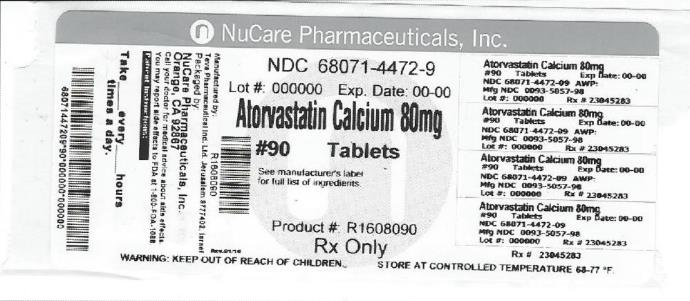 n NuCare Pharmaceuticals, Inc.
NDC 68071-4472-9
Lot #: 000000 Exp. Date: 00-00
Atorvastatin Calcium 80mg
#90 Tablets
See manufacturer's label
for full list of ingredients.
Product #: R1608090
Rx Only
WARNING: KEEP OUT OF REACH OF CHILDREN. STORE AT CONTROLLED TEMPERATURE 68-77 °F.
Manufactured by:
Teva Pharmaceutical Ind. Ltd. Jerusalem 9777402, Israel
Packaged by:
NuCare Pharmaceuticals, Inc.
Orange, CA 92867
Call your doctor for medical advice about side effects.
You may report side effects to FDA at 1-800-FDA-1088
Patient Instructions:
Take ____ every ____ hours
____ times a day.
68071447209*90*000000*000000
R1608090
Atorvastatin Calcium 80mg
#90 Tablets Exp Date: 00-00
NDC 68071-4472-09 AWP:
Mfg NDC 0093-5057-98
Lot #: 000000 Rx # 23045283
Atorvastatin Calcium 80mg
#90 Tablets Exp Date: 00-00
NDC 68071-4472-09 AWP:
Mfg NDC 0093-5057-98
Lot #: 000000 Rx # 23045283
Atorvastatin Calcium 80mg
#90 Tablets Exp Date: 00-00
NDC 68071-4472-09 AWP:
Mfg NDC 0093-5057-98
Lot #: 000000 Rx # 23045283
Atorvastatin Calcium 80mg
#90 Tablets Exp Date: 00-00
NDC 68071-4472-09
Mfg NDC 0093-5057-98
Lot #: 000000 Rx # 23045283
Rx # 23045283